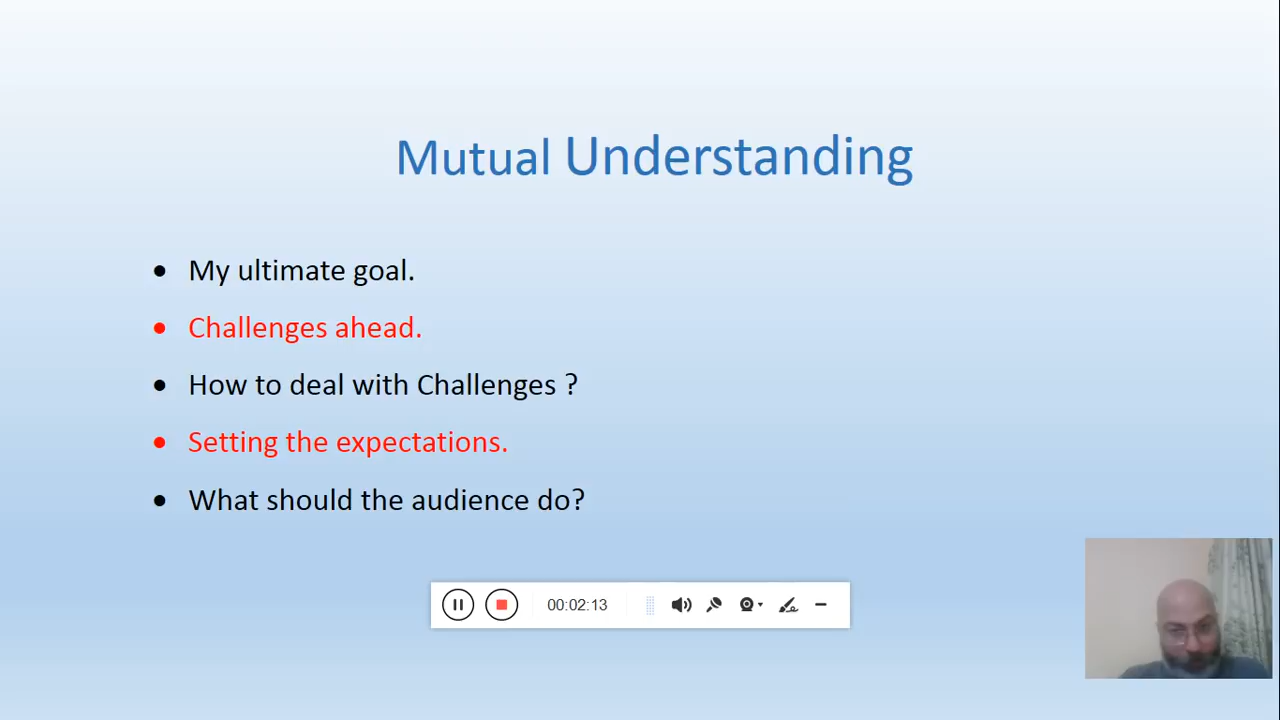 Mutual Understanding
• My ultimate goal.
• Challenges ahead.
• How to deal with Challenges ?
• Setting the expectations.
• What should the audience do?
00:02:13